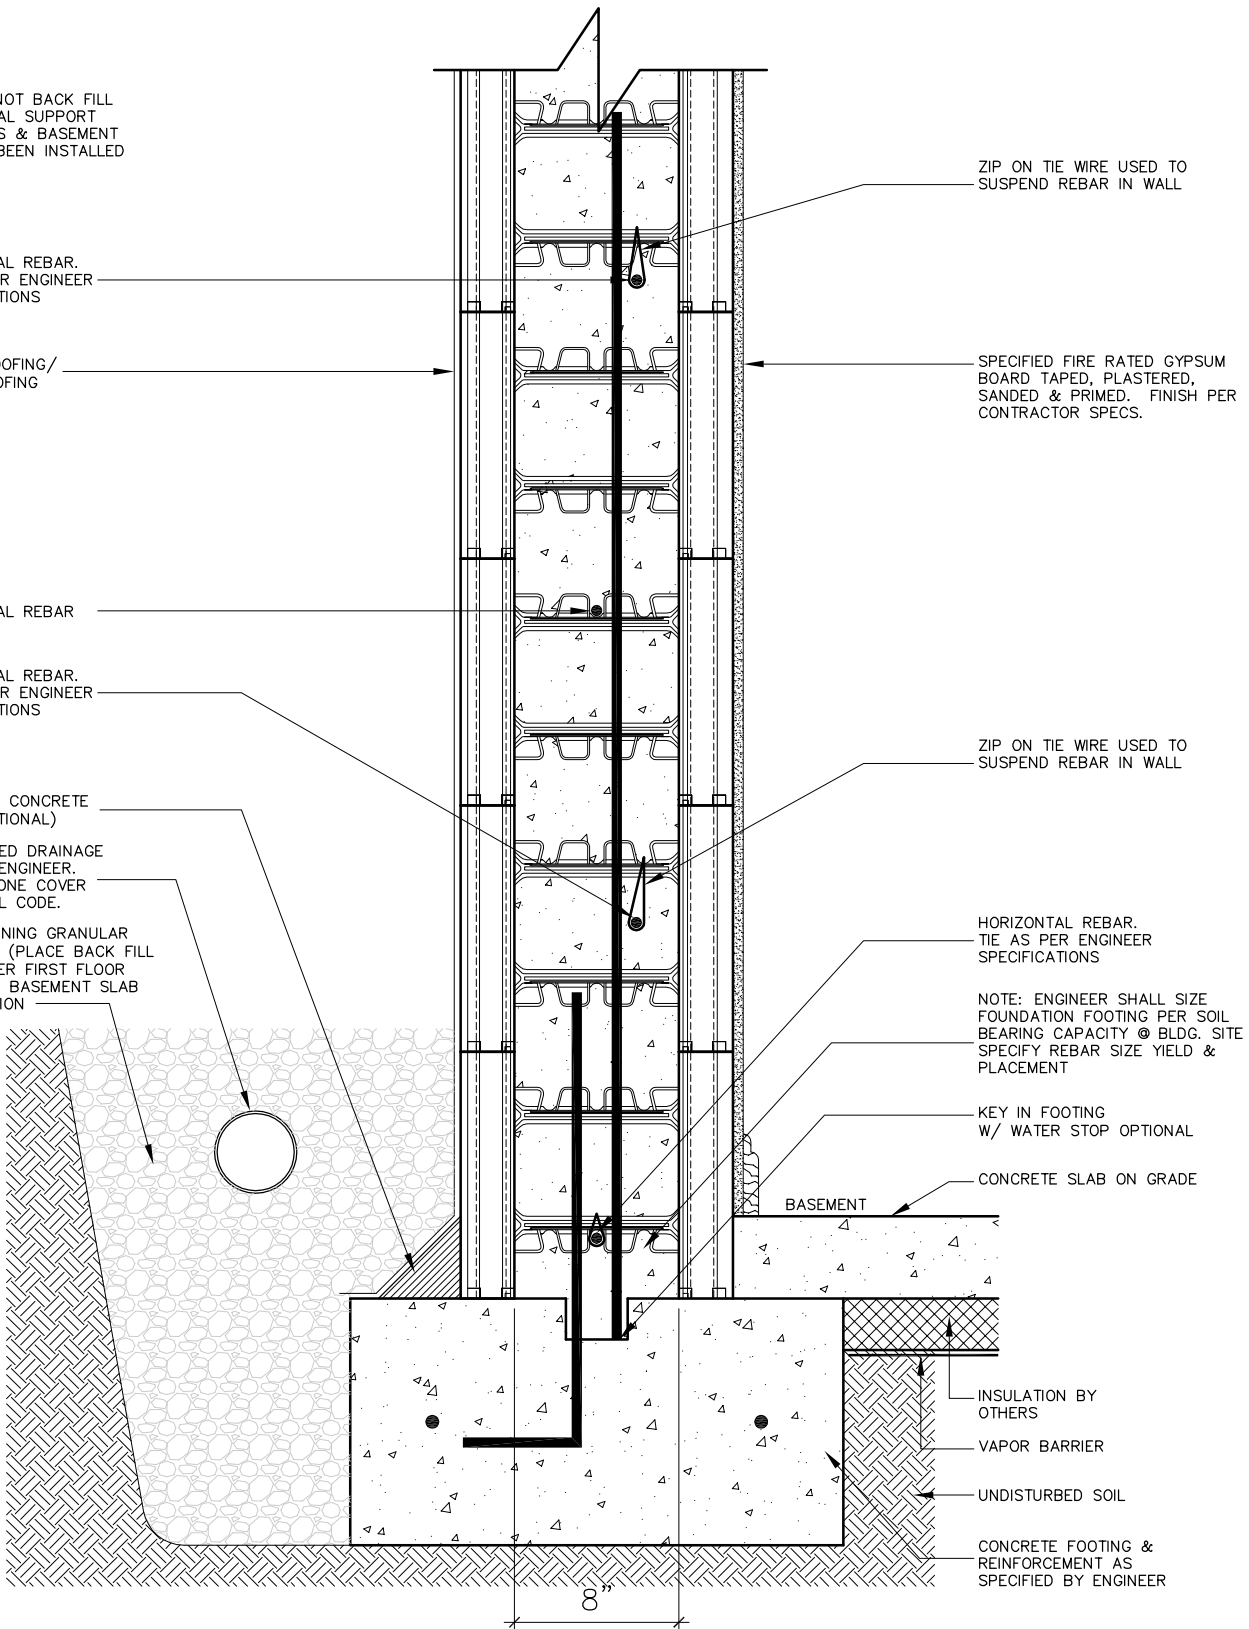 NOT BACK FILL
AL SUPPORT
S & BASEMENT
BEEN INSTALLED
AL REBAR.
R ENGINEER
TIONS
OOFING/
OFING
AL REBAR
AL REBAR.
R ENGINEER
TIONS
CONCRETE
TIONAL)
ED DRAINAGE
ENGINEER.
ONE COVER
L CODE.
NING GRANULAR
(PLACE BACK FILL
ER FIRST FLOOR
BASEMENT SLAB
ION
ZIP ON TIE WIRE USED TO
SUSPEND REBAR IN WALL
SPECIFIED FIRE RATED GYPSUM
BOARD TAPED, PLASTERED,
SANDED & PRIMED. FINISH PER
CONTRACTOR SPECS.
ZIP ON TIE WIRE USED TO
SUSPEND REBAR IN WALL
HORIZONTAL REBAR.
TIE AS PER ENGINEER
SPECIFICATIONS
NOTE: ENGINEER SHALL SIZE
FOUNDATION FOOTING PER SOIL
BEARING CAPACITY @ BLDG. SITE
SPECIFY REBAR SIZE YIELD &
PLACEMENT
KEY IN FOOTING
W/ WATER STOP OPTIONAL
CONCRETE SLAB ON GRADE
BASEMENT
INSULATION BY
OTHERS
VAPOR BARRIER
UNDISTURBED SOIL
CONCRETE FOOTING &
REINFORCEMENT AS
SPECIFIED BY ENGINEER
8"